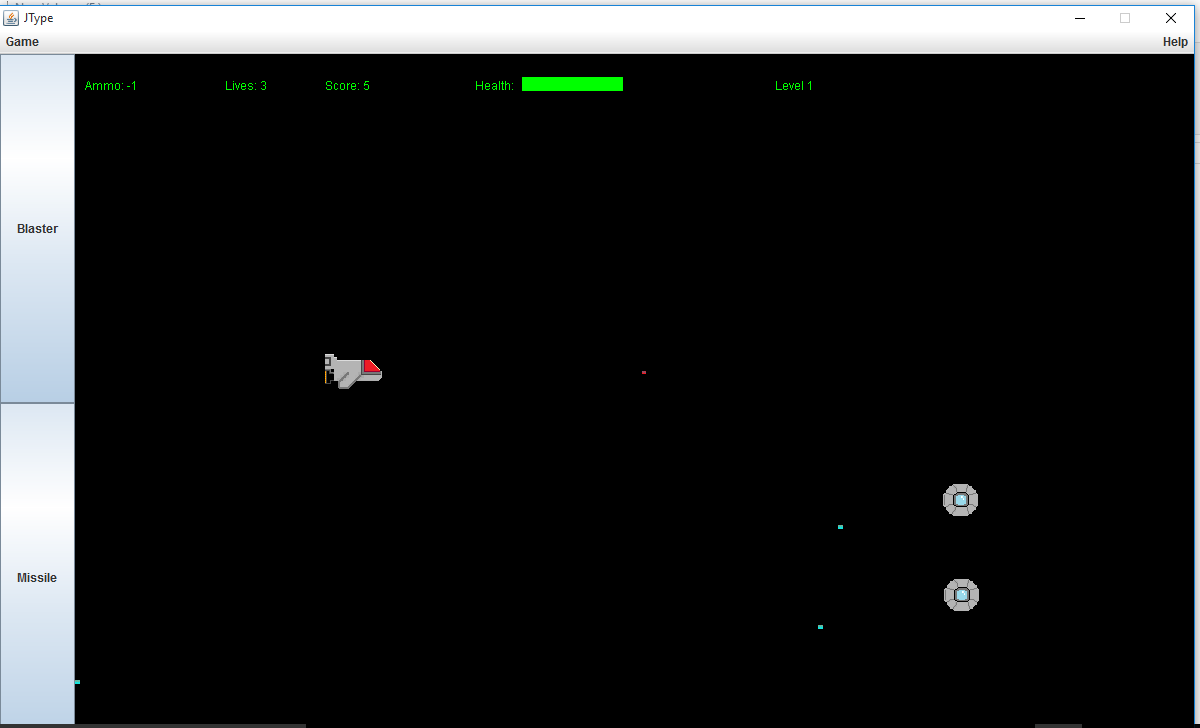 JType
Game
Help
Ammo: -1
Lives: 3
Score: 5
Health:
Level 1
Blaster
Missile